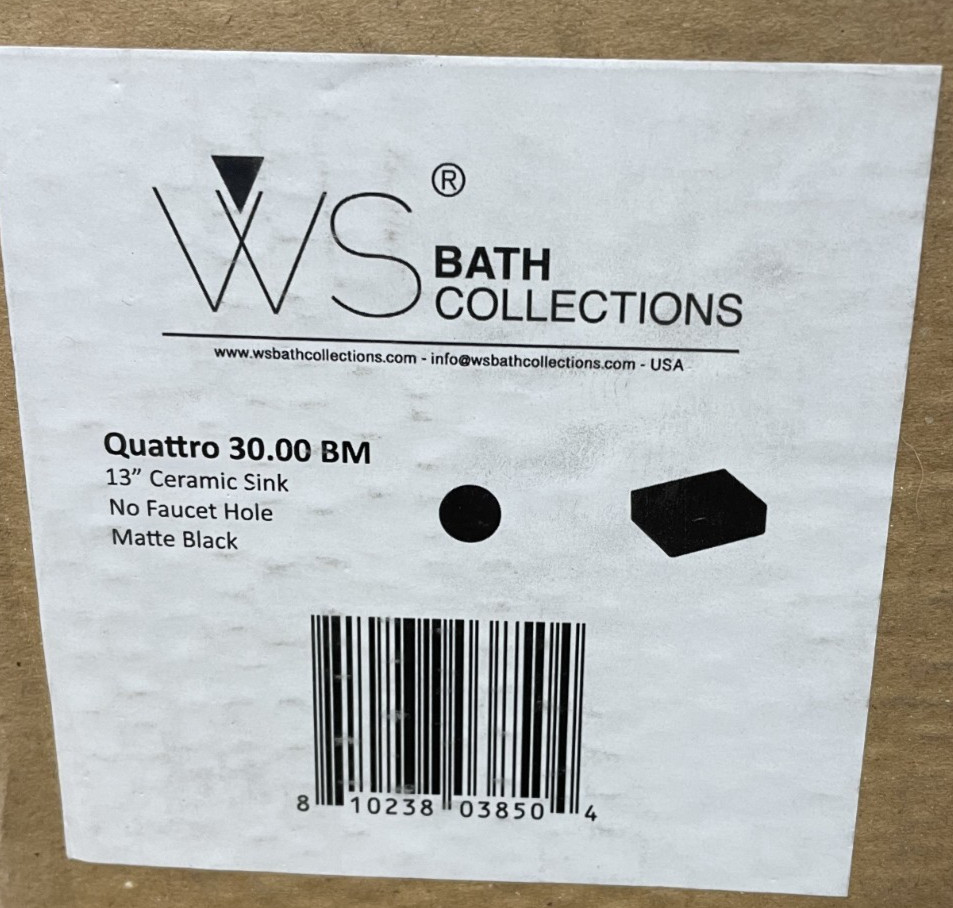 WS®
BATH
COLLECTIONS
www.wsbathcollections.com - info@wsbathcollections.com - USA
Quattro 30.00 BM
13” Ceramic Sink
No Faucet Hole
Matte Black
8 10238 03850 4